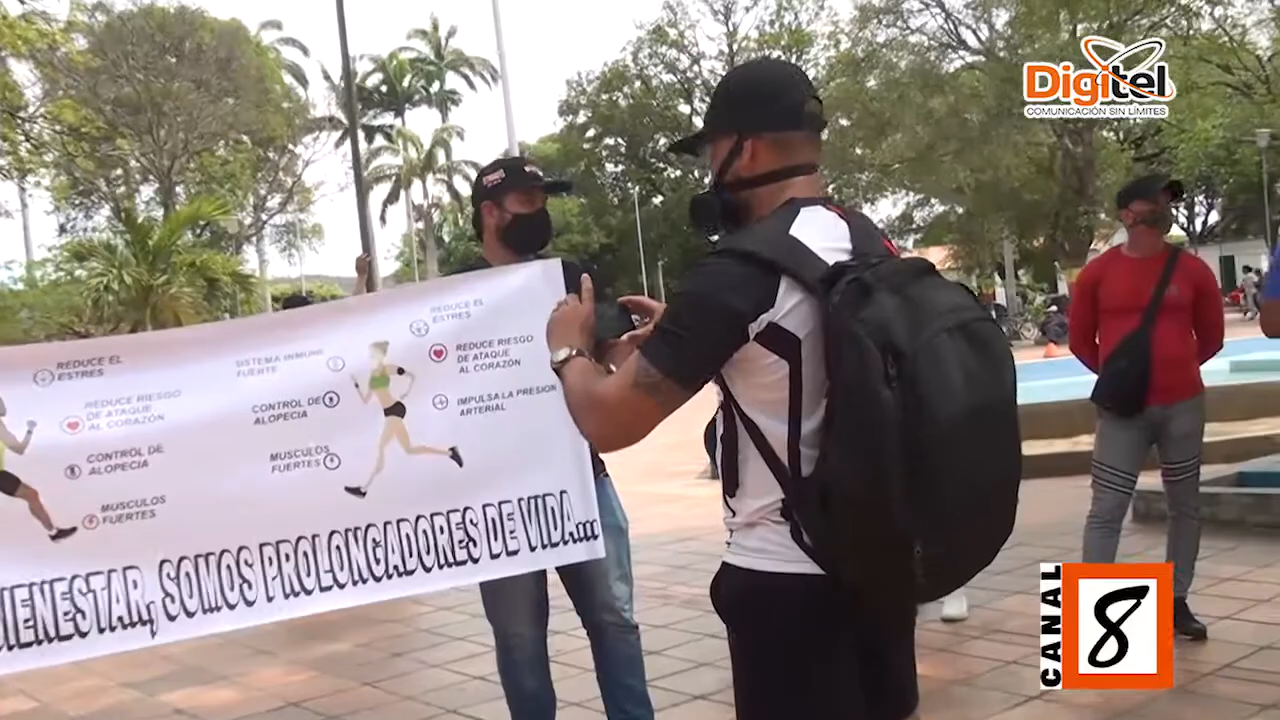 Digitel
COMUNICACIÓN SIN LÍMITES
REDUCE EL
ESTRES
REDUCE RIESGO
DE ATAQUE
AL CORAZÓN
CONTROL DE
ALOPECIA
MUSCULOS
FUERTES
SISTEMA INMUNE
FUERTE
CONTROL DE
ALOPECIA
MUSCULOS
FUERTES
REDUCE EL
ESTRES
REDUCE RIESGO
DE ATAQUE
AL CORAZÓN
IMPULSA LA PRESION
ARTERIAL
IENESTAR, SOMOS PROLONGADORES DE VIDA...
CANAL
8